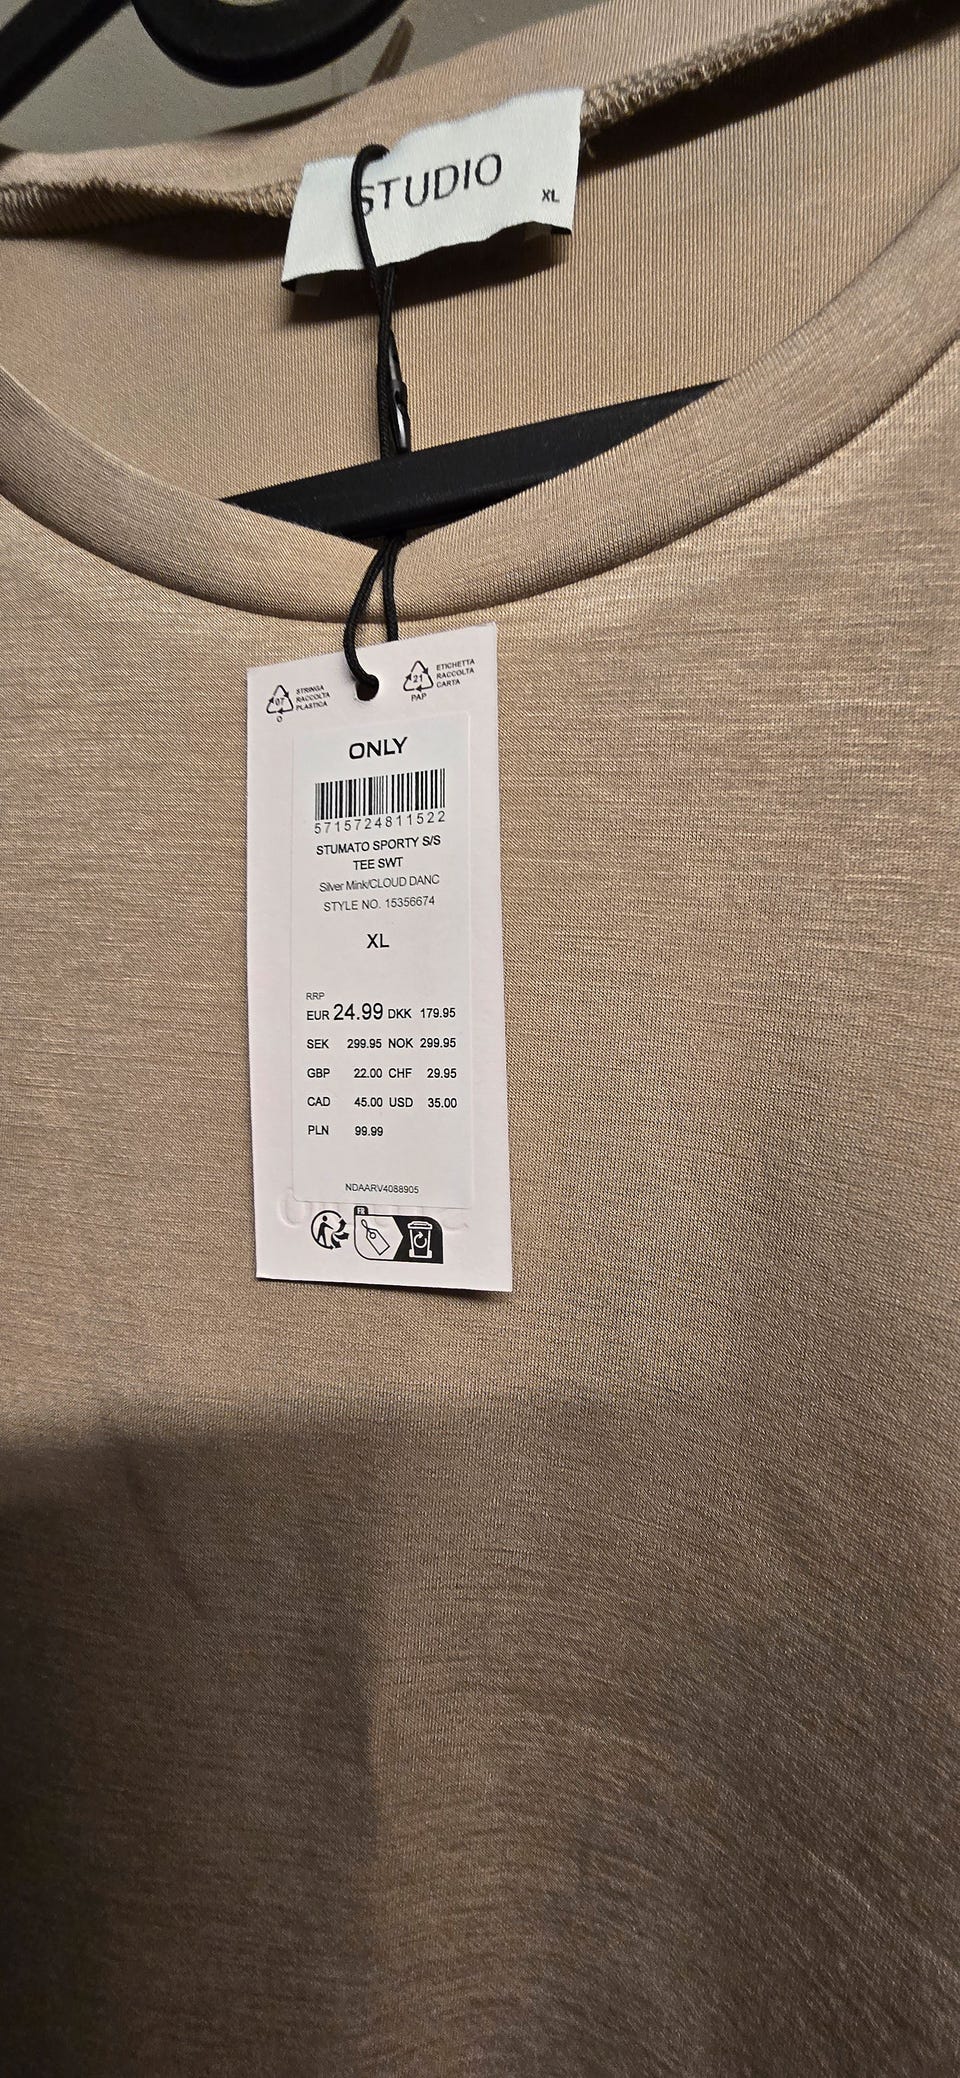 STUDIO
XL
07
O
STRINGA
RACCOLTA
PLASTICA
21
PAP
ETICHETTA
RACCOLTA
CARTA
ONLY
5715724811522
STUMATO SPORTY S/S
TEE SWT
Silver Mink/CLOUD DANC
STYLE NO. 15356674
XL
RRP
EUR 24.99 DKK 179.95
SEK 299.95 NOK 299.95
GBP 22.00 CHF 29.95
CAD 45.00 USD 35.00
PLN 99.99
NDAARV4088905
FR